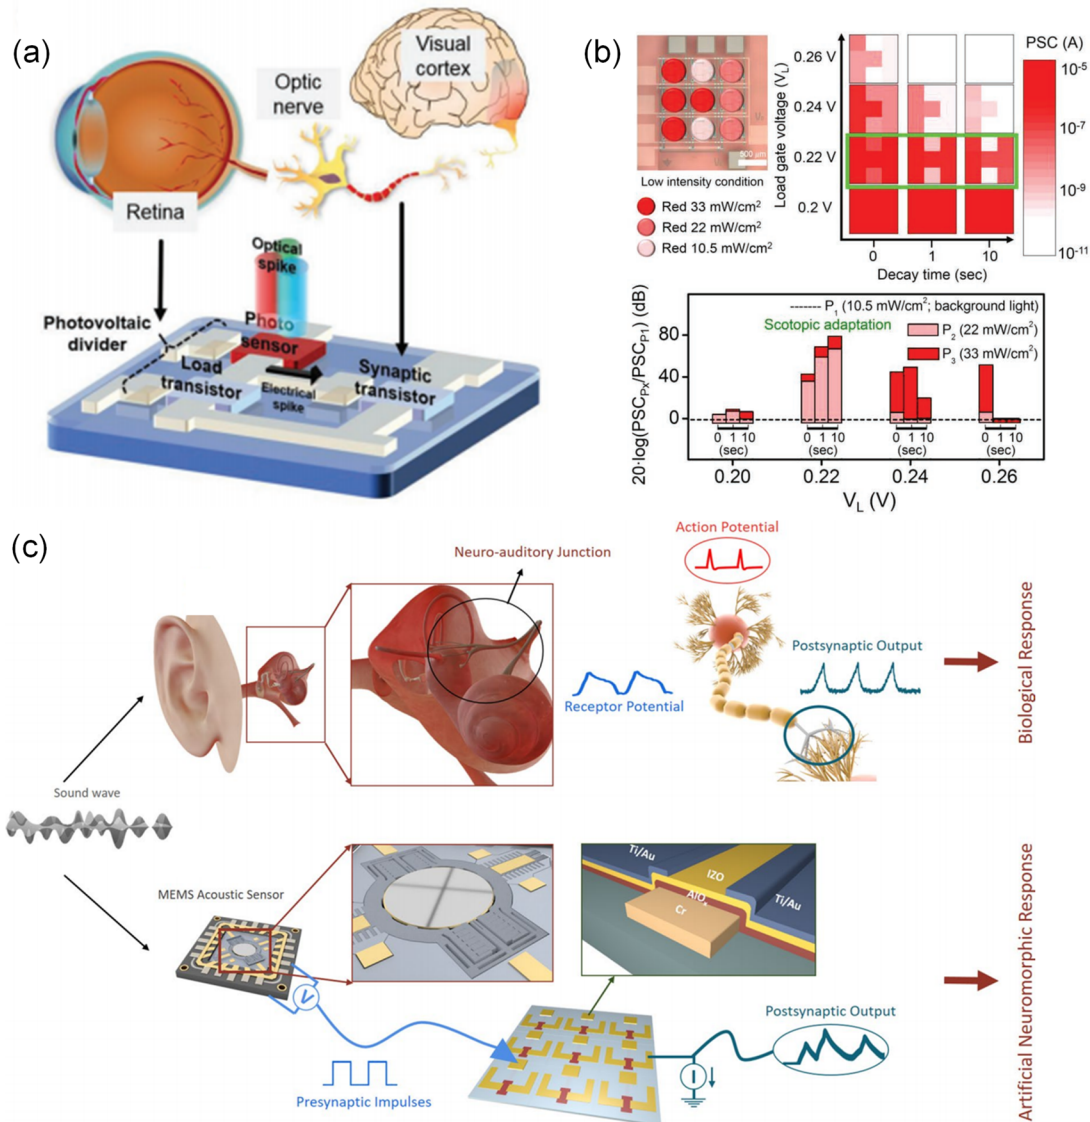 (a)
Visual
cortex
Optic
nerve
Retina
Optical
spike
Photovoltaic
divider
Photo
sensor
Load
transistor
Electrical
spike
Synaptic
transistor
(b)
500 μm
Low intensity condition
Red 33 mW/cm²
Red 22 mW/cm²
Red 10.5 mW/cm²
Load gate voltage (V_L)
0.26 V
0.24 V
0.22 V
0.2 V
0
1
10
Decay time (sec)
PSC (A)
10⁻⁵
10⁻⁷
10⁻⁹
10⁻¹¹
20·log(PSC_Px/PSC_P1) (dB)
80
40
0
P₁ (10.5 mW/cm²; background light)
Scotopic adaptation
P₂ (22 mW/cm²)
P₃ (33 mW/cm²)
0 1 10
(sec)
0 1 10
(sec)
0 1 10
(sec)
0 1 10
(sec)
0.20
0.22
0.24
0.26
V_L (V)
(c)
Neuro-auditory Junction
Action Potential
Receptor Potential
Postsynaptic Output
Biological Response
Sound wave
MEMS Acoustic Sensor
V
Presynaptic Impulses
Ti/Au
IZO
AlOₓ
Cr
Ti/Au
I
Postsynaptic Output
Artificial Neuromorphic Response